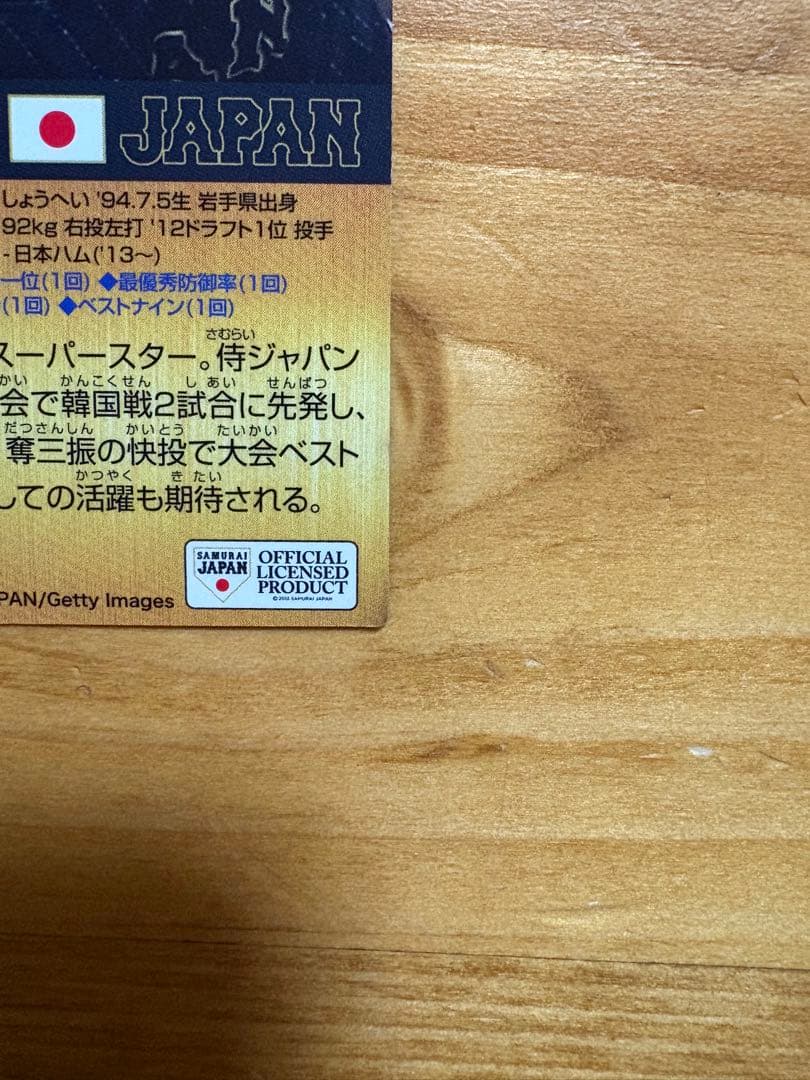 JAPAN
しょうへい '94.7.5生 岩手県出身
92kg 右投左打 '12ドラフト1位 投手
-日本ハム('13〜)
一位(1回) ◆最優秀防御率(1回)
(1回) ◆ベストナイン(1回)
さむらい
スーパースター。侍ジャパン
かい かんこくせん しあい せんぱつ
会で韓国戦2試合に先発し、
だつさんしん かいとう たいかい
奪三振の快投で大会ベスト
かつやく きたい
しての活躍も期待される。
SAMURAI
JAPAN
OFFICIAL
LICENSED
PRODUCT
PAN/Getty Images